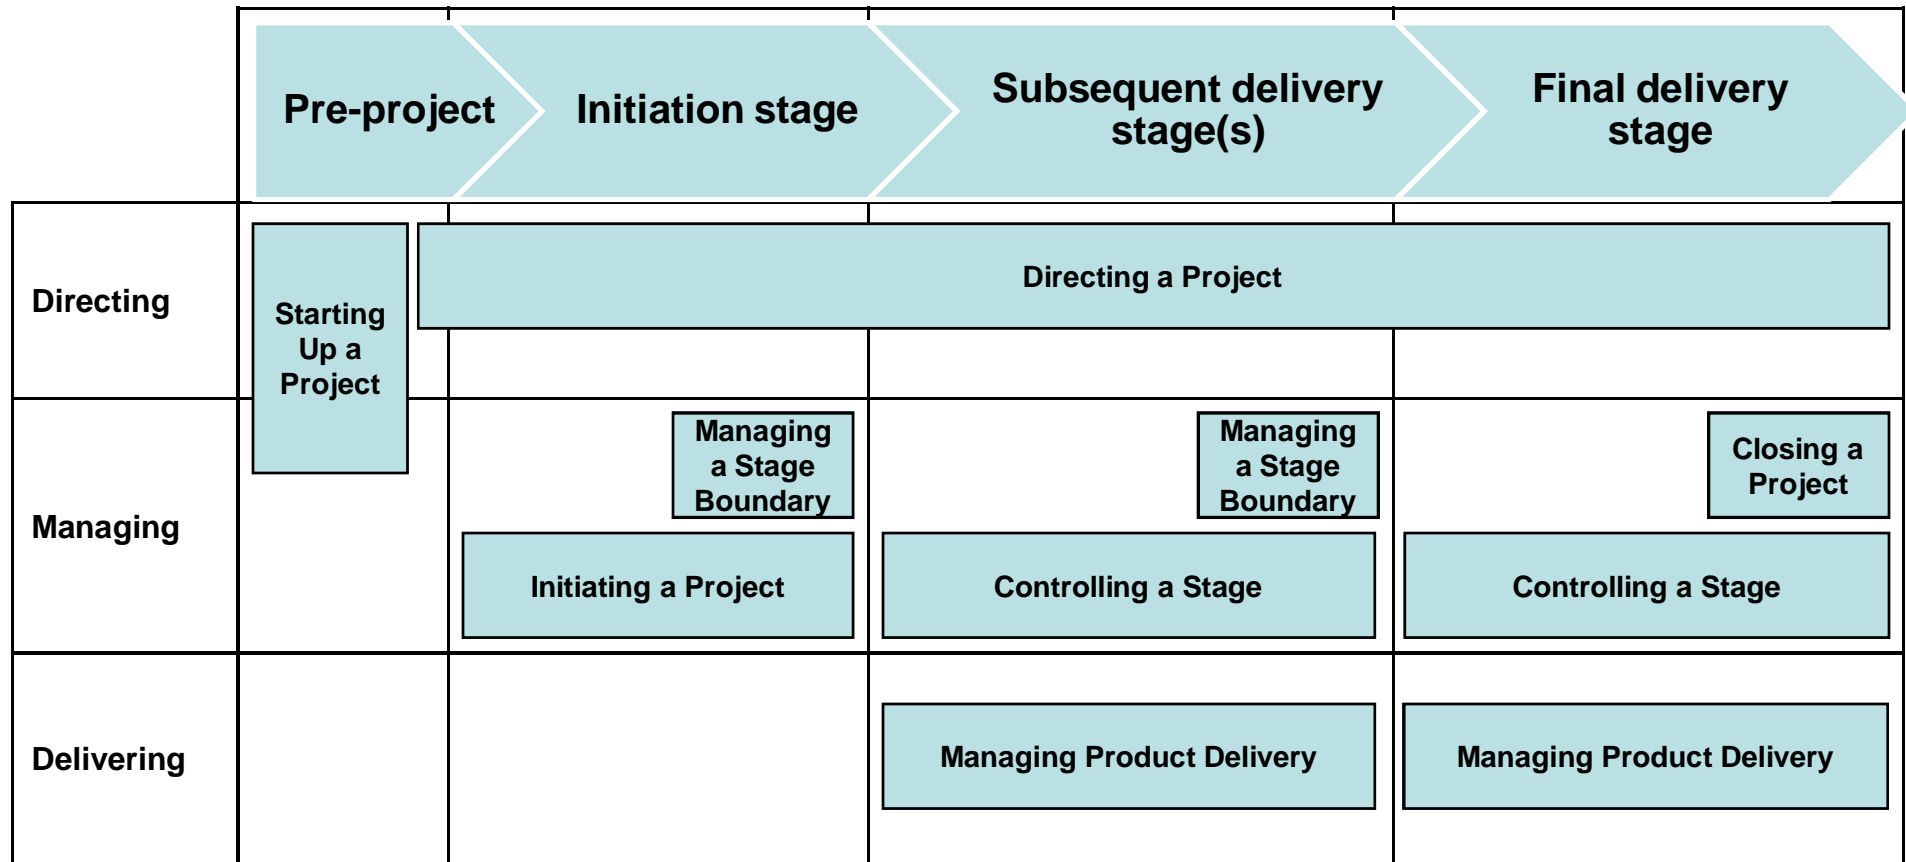 Pre-project
Initiation stage
Subsequent delivery
stage(s)
Final delivery
stage
Directing
Starting
Up a
Project
Directing a Project
Managing
Managing
a Stage
Boundary
Managing
a Stage
Boundary
Closing a
Project
Initiating a Project
Controlling a Stage
Controlling a Stage
Delivering
Managing Product Delivery
Managing Product Delivery